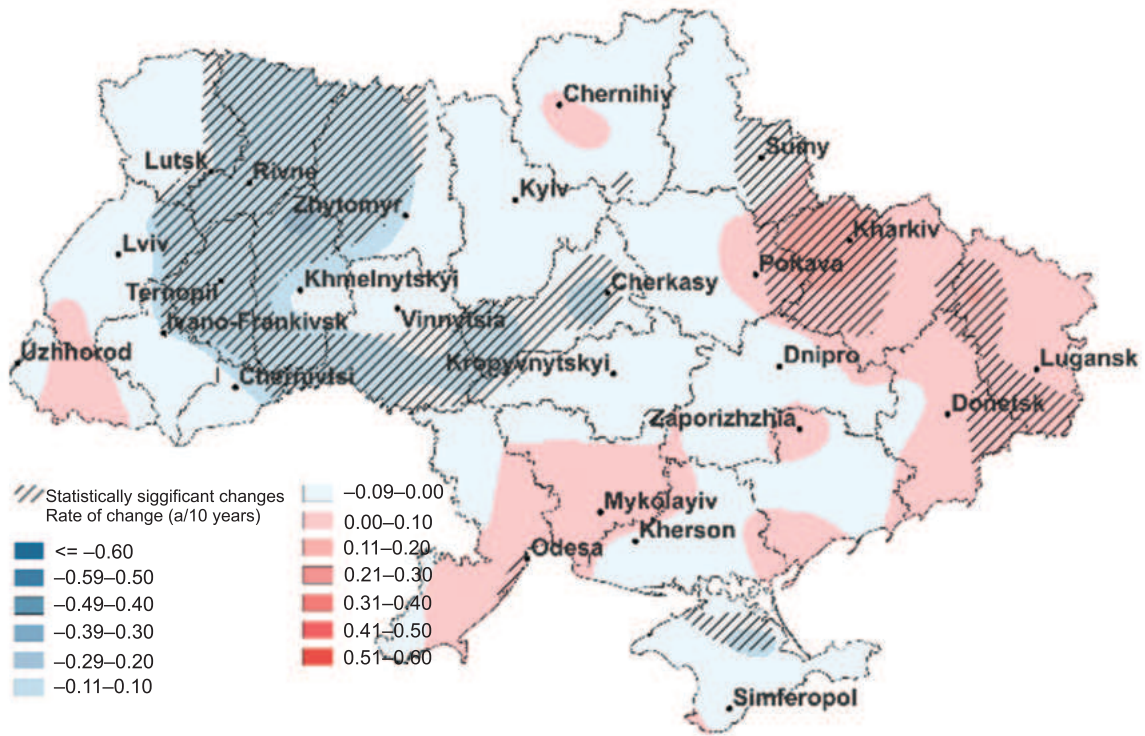 Chernihiv
Sumy
Lutsk
Rivne
Kyiv
Zhytomyr
Kharkiv
Lviv
Poltava
Khmelnytskyi
Cherkasy
Ternopil
Ivano-Frankivsk
Vinnytsia
Uzhhorod
Kropyvnytskyi
Dnipro
Lugansk
Chernivtsi
Donetsk
Zaporizhzhia
Mykolayiv
Kherson
Odesa
Simferopol
Statistically siggificant changes
Rate of change (a/10 years)
<= –0.60
–0.59–0.50
–0.49–0.40
–0.39–0.30
–0.29–0.20
–0.11–0.10
–0.09–0.00
0.00–0.10
0.11–0.20
0.21–0.30
0.31–0.40
0.41–0.50
0.51–0.60